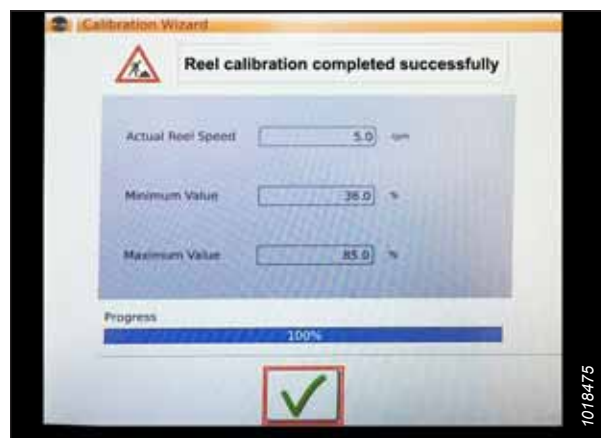 Calibration Wizard
Reel calibration completed successfully
Actual Reel Speed 5.0 rpm
Minimum Value 36.0 %
Maximum Value 85.0 %
Progress
100%
1018475